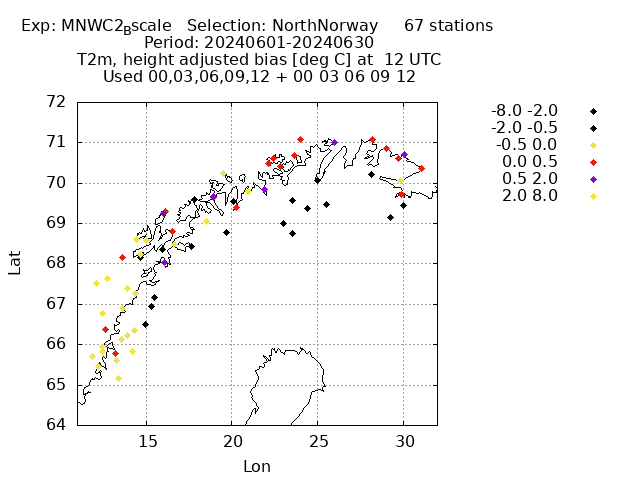 Exp: MNWC2_Bscale   Selection: NorthNorway     67 stations
Period: 20240601-20240630
T2m, height adjusted bias [deg C] at  12 UTC
Used 00,03,06,09,12 + 00 03 06 09 12
-8.0 -2.0
-2.0 -0.5
-0.5 0.0
0.0 0.5
0.5 2.0
2.0 8.0
72
71
70
69
68
67
66
65
64
Lat
15 20 25 30
Lon